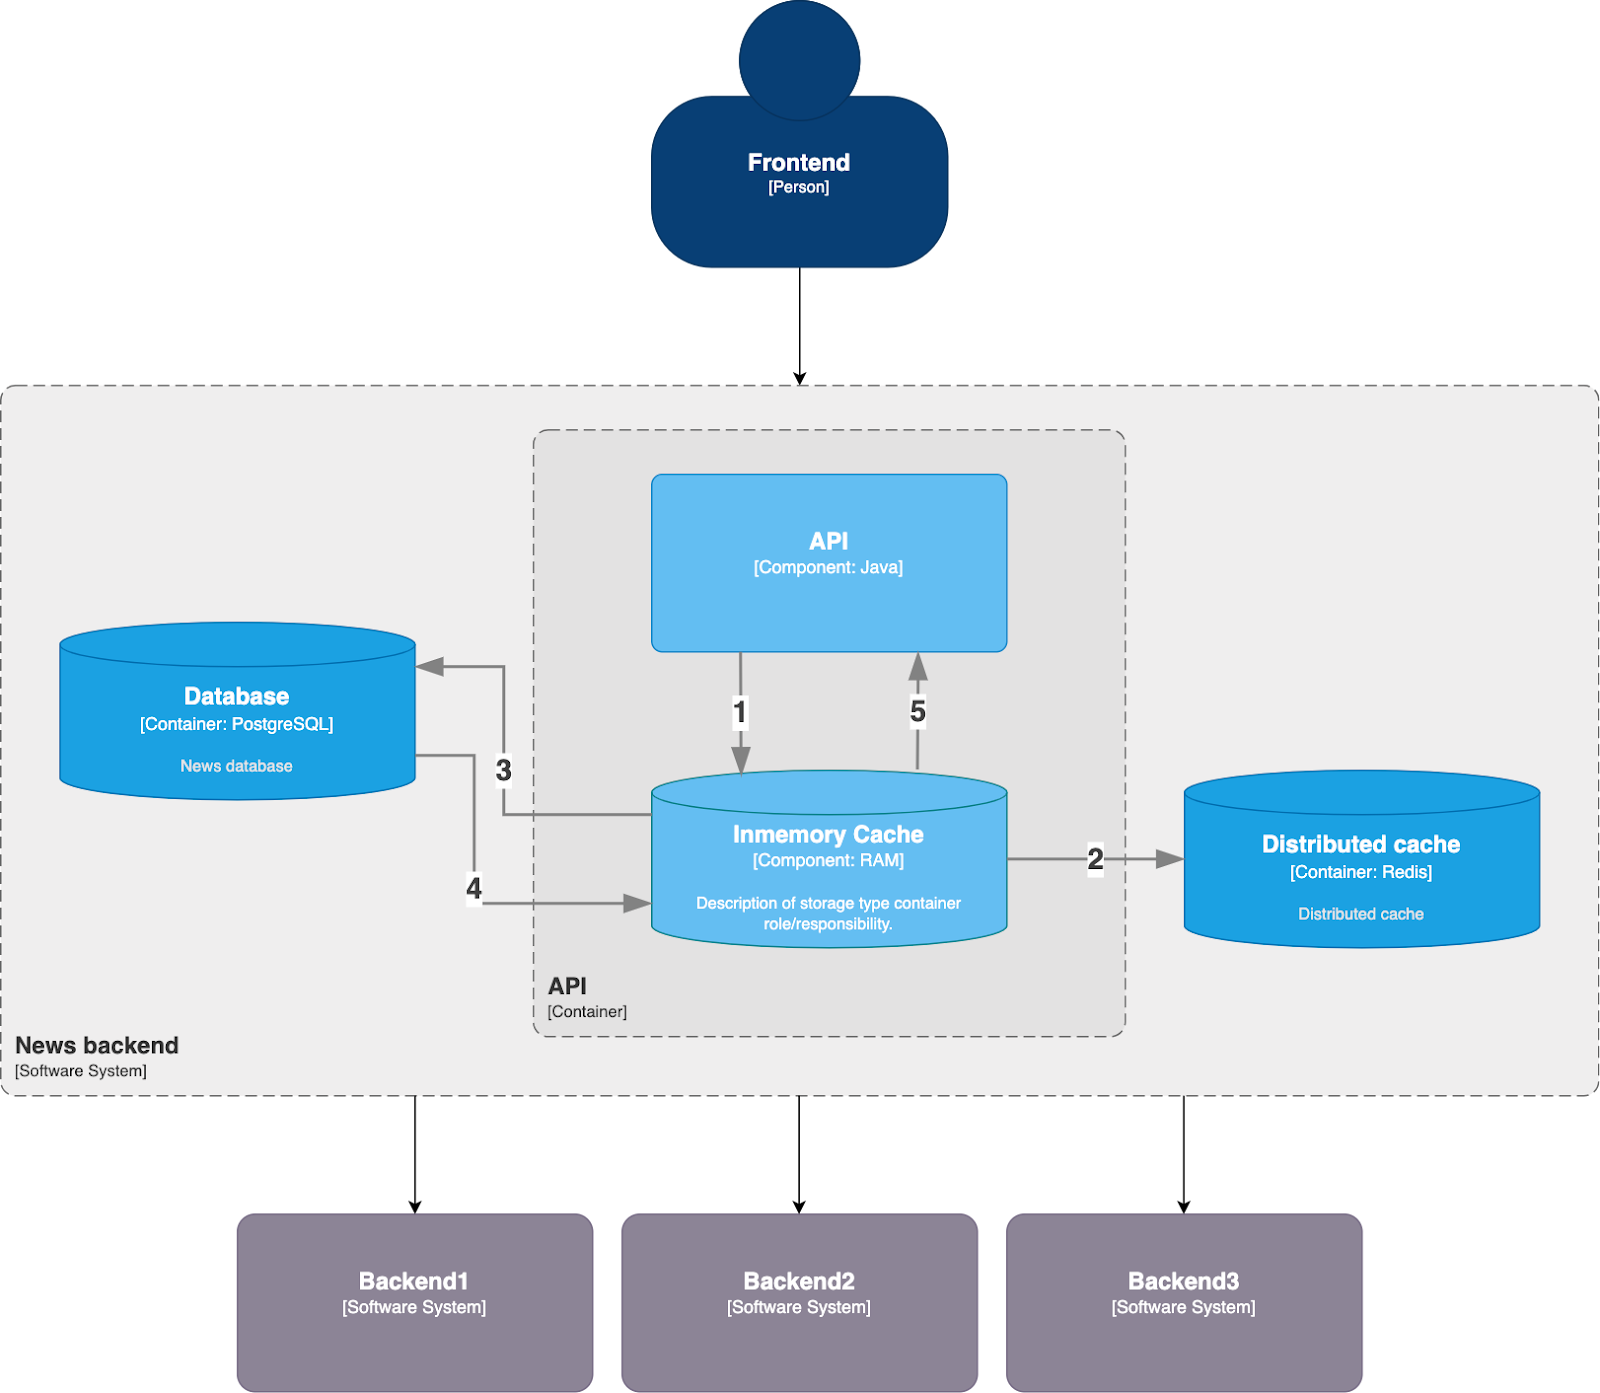 Frontend
[Person]
API
[Component: Java]
1
5
Database
[Container: PostgreSQL]
News database
3
4
Inmemory Cache
[Component: RAM]
Description of storage type container
role/responsibility.
2
Distributed cache
[Container: Redis]
Distributed cache
API
[Container]
News backend
[Software System]
Backend1
[Software System]
Backend2
[Software System]
Backend3
[Software System]